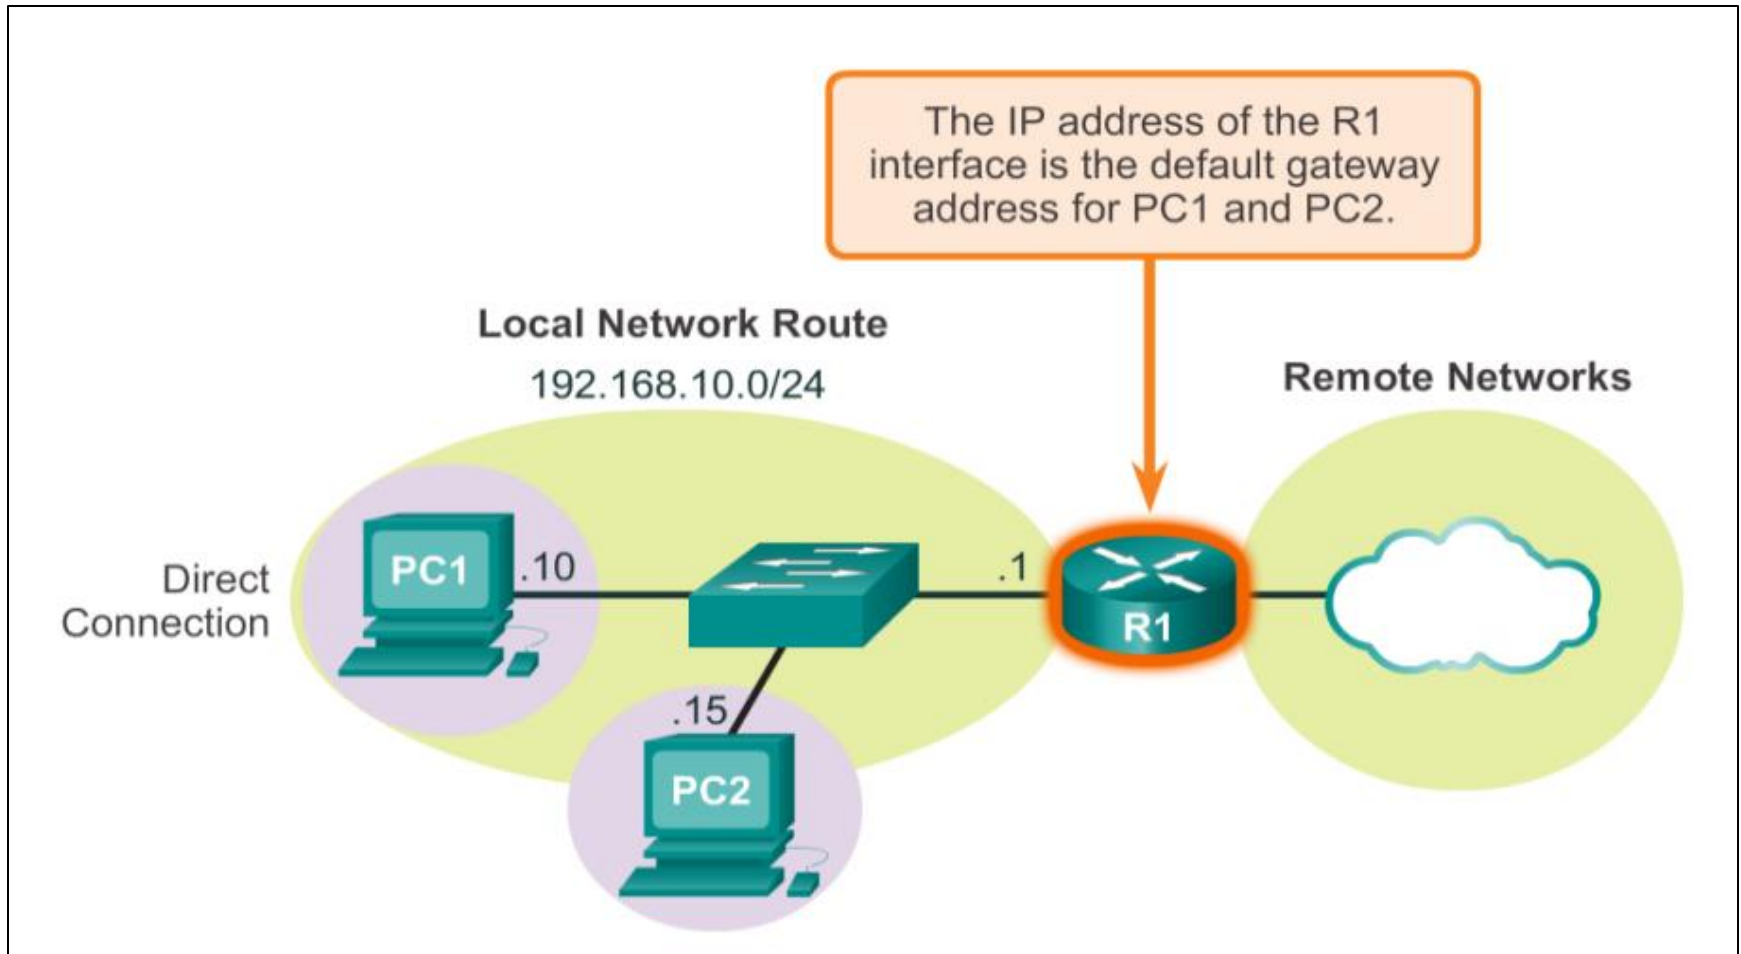 The IP address of the R1
interface is the default gateway
address for PC1 and PC2.
Local Network Route
192.168.10.0/24
Remote Networks
Direct
Connection
PC1
.10
.1
R1
.15
PC2